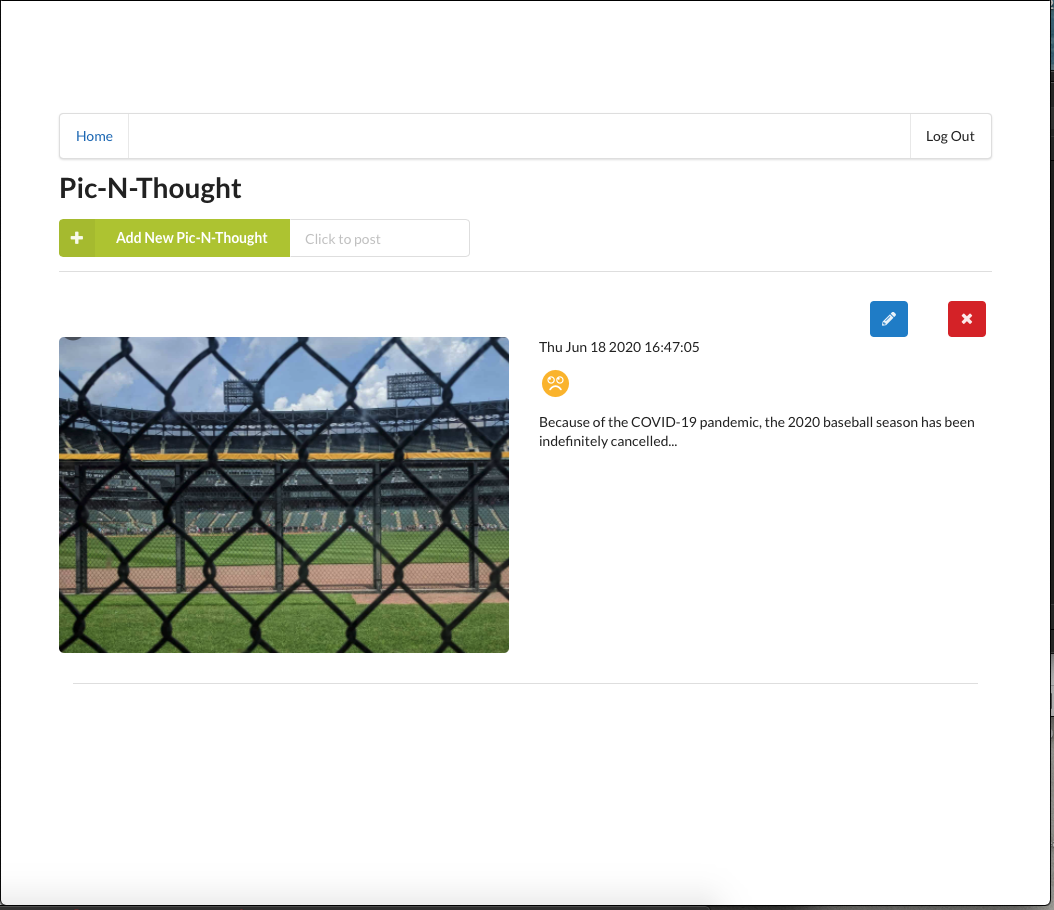 Home
Log Out
Pic-N-Thought
Add New Pic-N-Thought
Click to post
Thu Jun 18 2020 16:47:05
Because of the COVID-19 pandemic, the 2020 baseball season has been
indefinitely cancelled...